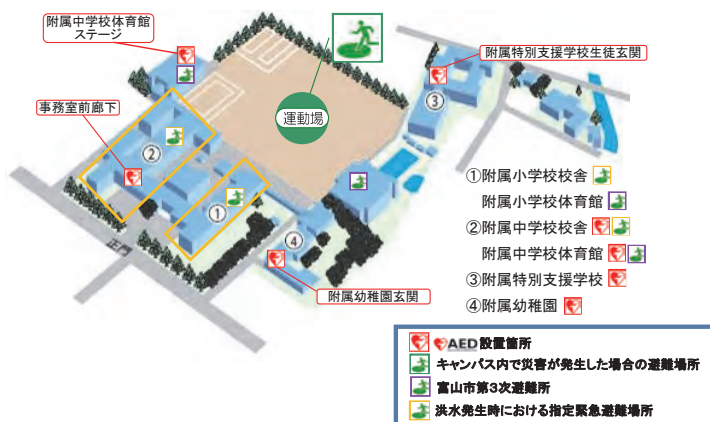 附属中学校体育館
ステージ
附属特別支援学校生徒玄関
事務室前廊下
運動場
③
②
①
④
正門
附属幼稚園玄関
①附属小学校校舎
附属小学校体育館
②附属中学校校舎
附属中学校体育館
③附属特別支援学校
④附属幼稚園
AED設置箇所
キャンパス内で災害が発生した場合の避難場所
富山市第3次避難所
洪水発生時における指定緊急避難場所